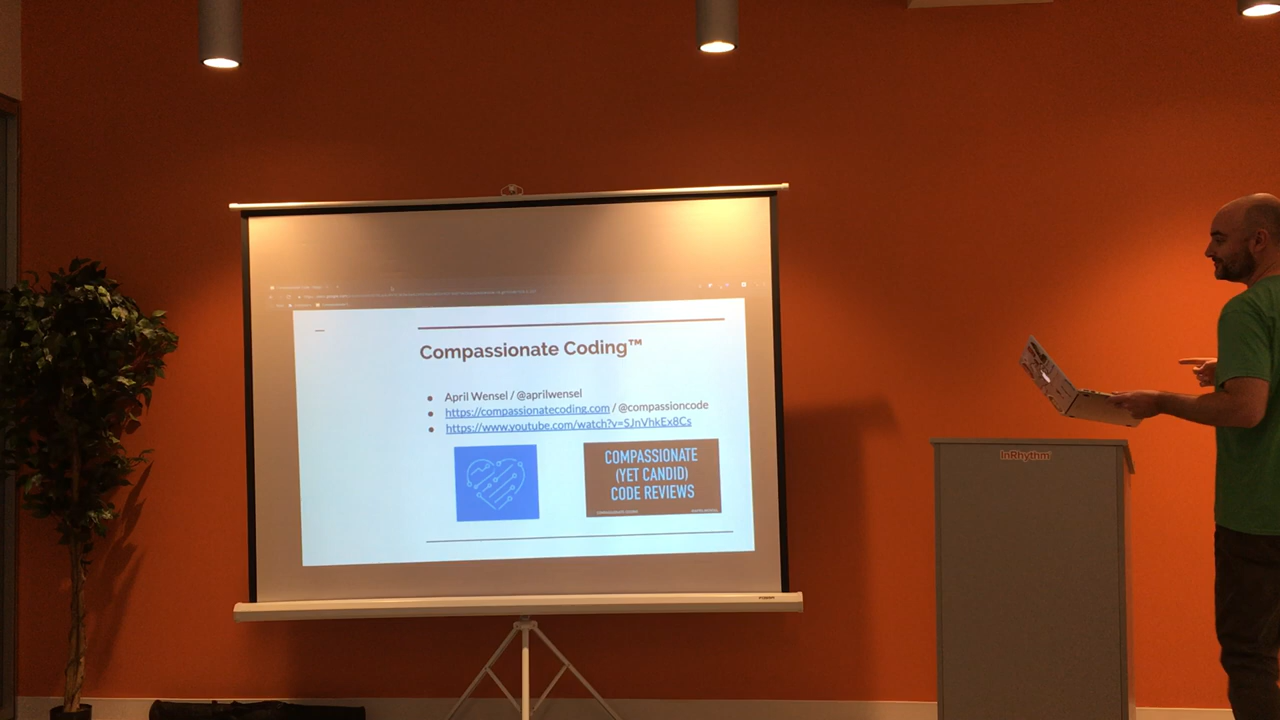 Compassionate Coding™
April Wensel / @aprilwensel
https://compassionatecoding.com / @compassioncode
https://www.youtube.com/watch?v=SJnVhkEx8Cs
COMPASSIONATE
(YET CANDID)
CODE REVIEWS
InRhythm